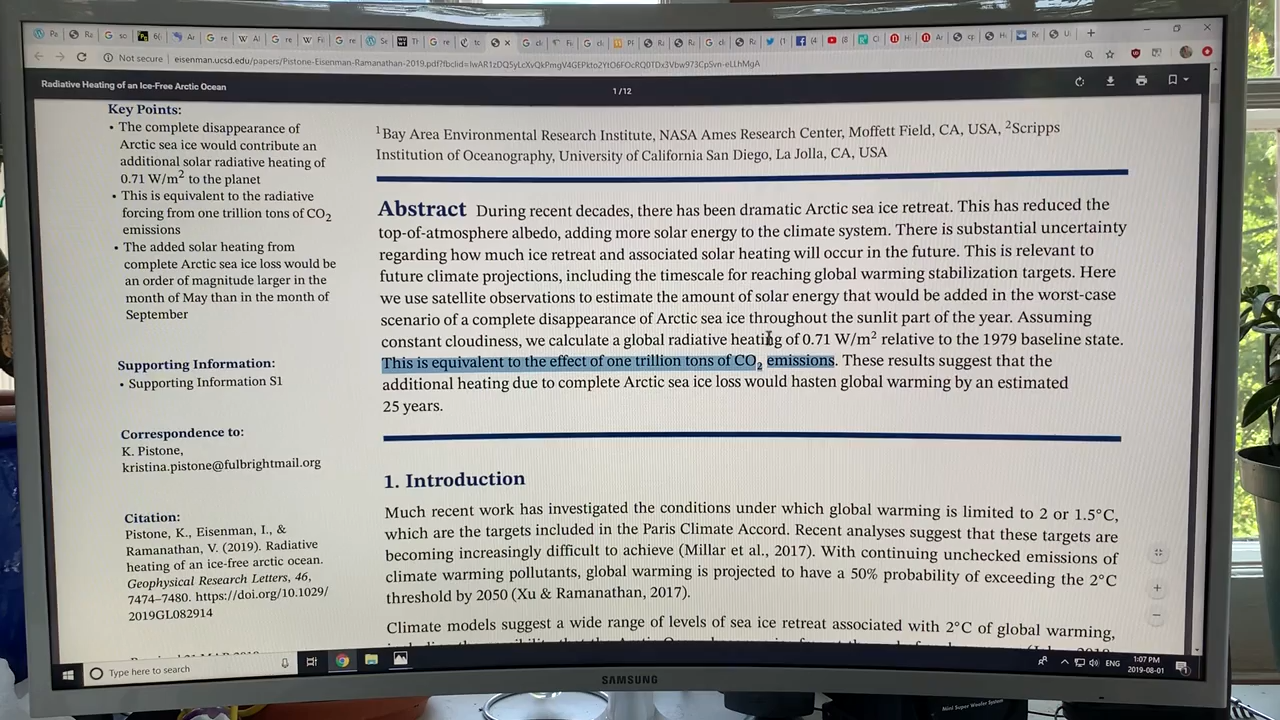 Not secure
eisenman.ucsd.edu/papers/Pistone-Eisenman-Ramanathan-2019.pdf?fbclid=
Radiative Heating of an Ice-Free Arctic Ocean
1 / 12
Key Points:
• The complete disappearance of
Arctic sea ice would contribute an
additional solar radiative heating of
0.71 W/m² to the planet
• This is equivalent to the radiative
forcing from one trillion tons of CO₂
emissions
• The added solar heating from
complete Arctic sea ice loss would be
an order of magnitude larger in the
month of May than in the month of
September
Supporting Information:
• Supporting Information S1
Correspondence to:
K. Pistone,
kristina.pistone@fulbrightmail.org
Citation:
Pistone, K., Eisenman, I., &
Ramanathan, V. (2019). Radiative
heating of an ice-free arctic ocean.
Geophysical Research Letters, 46,
7474–7480. https://doi.org/10.1029/
2019GL082914
¹Bay Area Environmental Research Institute, NASA Ames Research Center, Moffett Field, CA, USA, ²Scripps
Institution of Oceanography, University of California San Diego, La Jolla, CA, USA
Abstract During recent decades, there has been dramatic Arctic sea ice retreat. This has reduced the
top-of-atmosphere albedo, adding more solar energy to the climate system. There is substantial uncertainty
regarding how much ice retreat and associated solar heating will occur in the future. This is relevant to
future climate projections, including the timescale for reaching global warming stabilization targets. Here
we use satellite observations to estimate the amount of solar energy that would be added in the worst-case
scenario of a complete disappearance of Arctic sea ice throughout the sunlit part of the year. Assuming
constant cloudiness, we calculate a global radiative heating of 0.71 W/m² relative to the 1979 baseline state.
This is equivalent to the effect of one trillion tons of CO₂ emissions. These results suggest that the
additional heating due to complete Arctic sea ice loss would hasten global warming by an estimated
25 years.
1. Introduction
Much recent work has investigated the conditions under which global warming is limited to 2 or 1.5°C,
which are the targets included in the Paris Climate Accord. Recent analyses suggest that these targets are
becoming increasingly difficult to achieve (Millar et al., 2017). With continuing unchecked emissions of
climate warming pollutants, global warming is projected to have a 50% probability of exceeding the 2°C
threshold by 2050 (Xu & Ramanathan, 2017).
Climate models suggest a wide range of levels of sea ice retreat associated with 2°C of global warming,
Type here to search
ENG
1:07 PM
2019-08-01
SAMSUNG
Mini Super Woofer System